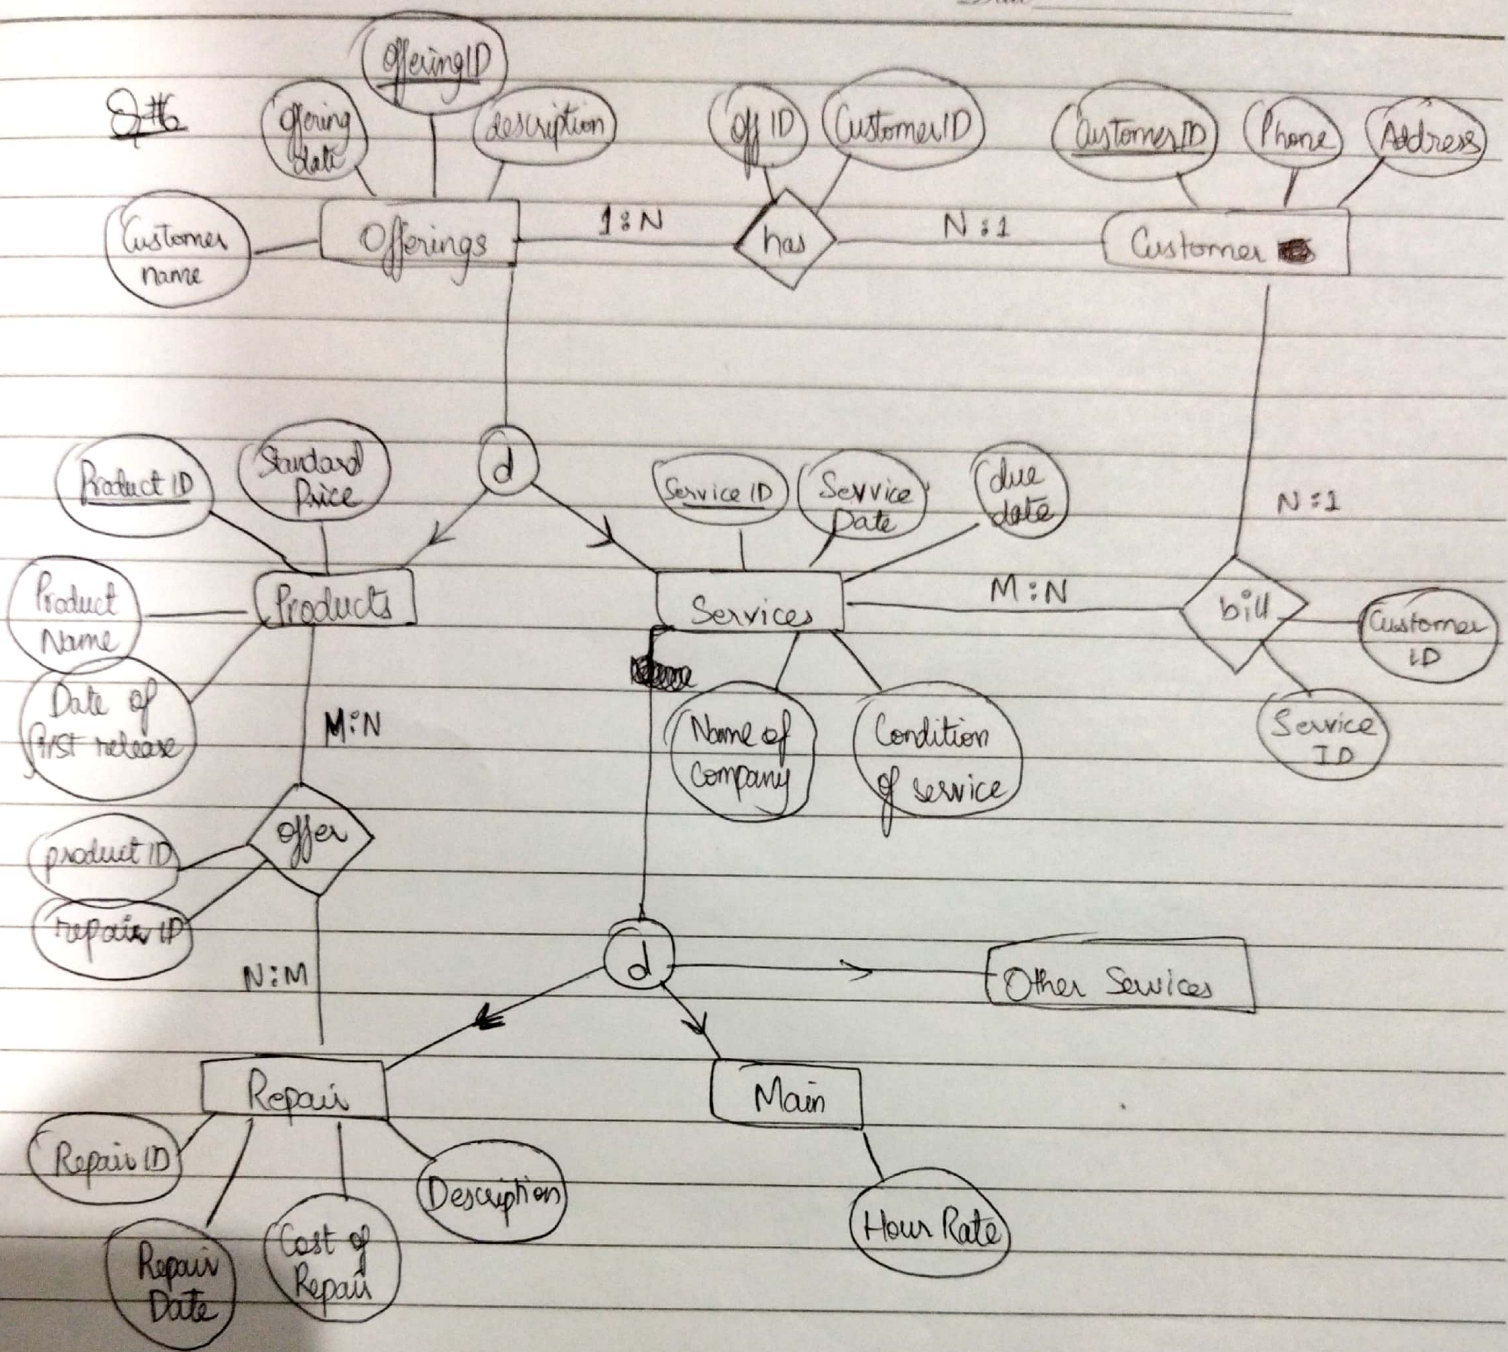 Q#6
offering
date
OfferingID
description
off ID
CustomerID
CustomerID
Phone
Address
Customer
name
Offerings
1:N
has
N:1
Customer
d
Product ID
Standard
Price
Service ID
Service
Date
due
date
N:1
Product
Name
Products
Services
M:N
bill
Customer
ID
Date of
first release
M:N
Name of
Company
Condition
of service
Service
ID
offer
product ID
repair ID
N:M
d
Other Services
Repair
Main
Repair ID
Description
Repair
Date
Cost of
Repair
Hour Rate